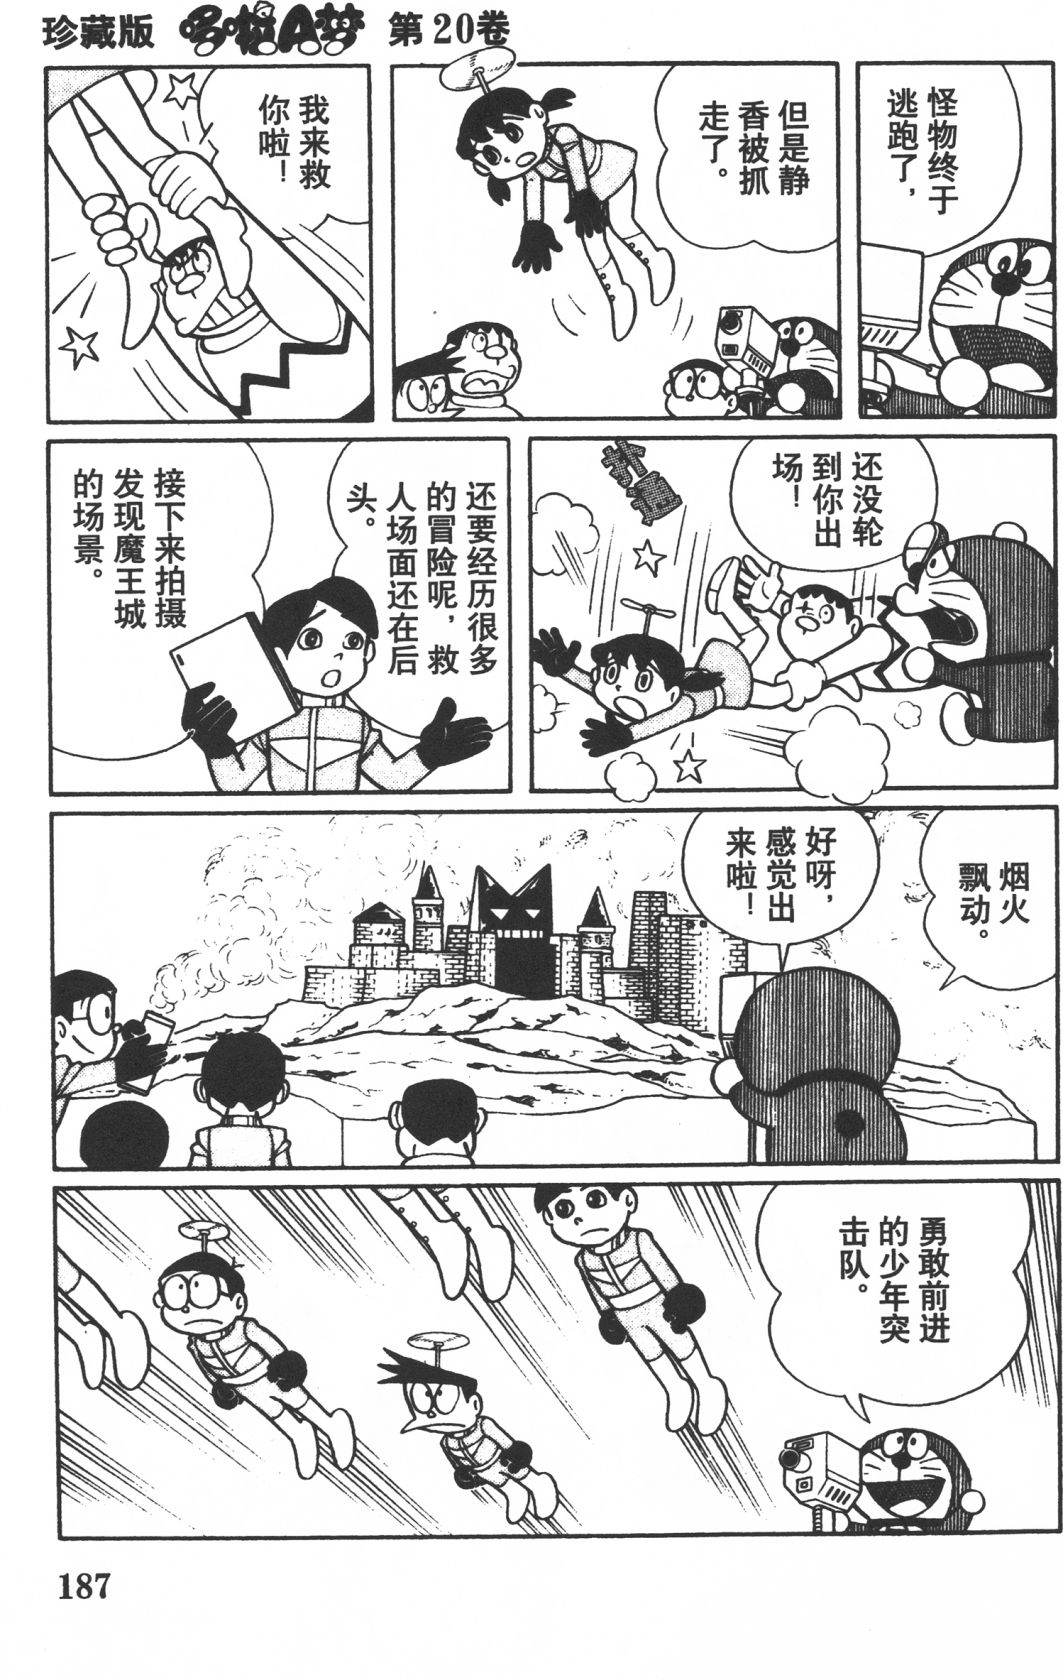 珍藏版 哆啦A梦 第20卷
怪物终于
逃跑了，
但是静
香被抓
走了。
我来救
你啦！
还没轮
到你出
场！
扑通
还要经历很多
的冒险呢，救
人场面还在后
头。
接下来拍摄
发现魔王城
的场景。
烟火
飘动。
好呀，
感觉出
来啦！
勇敢前进
的少年突
击队。
187